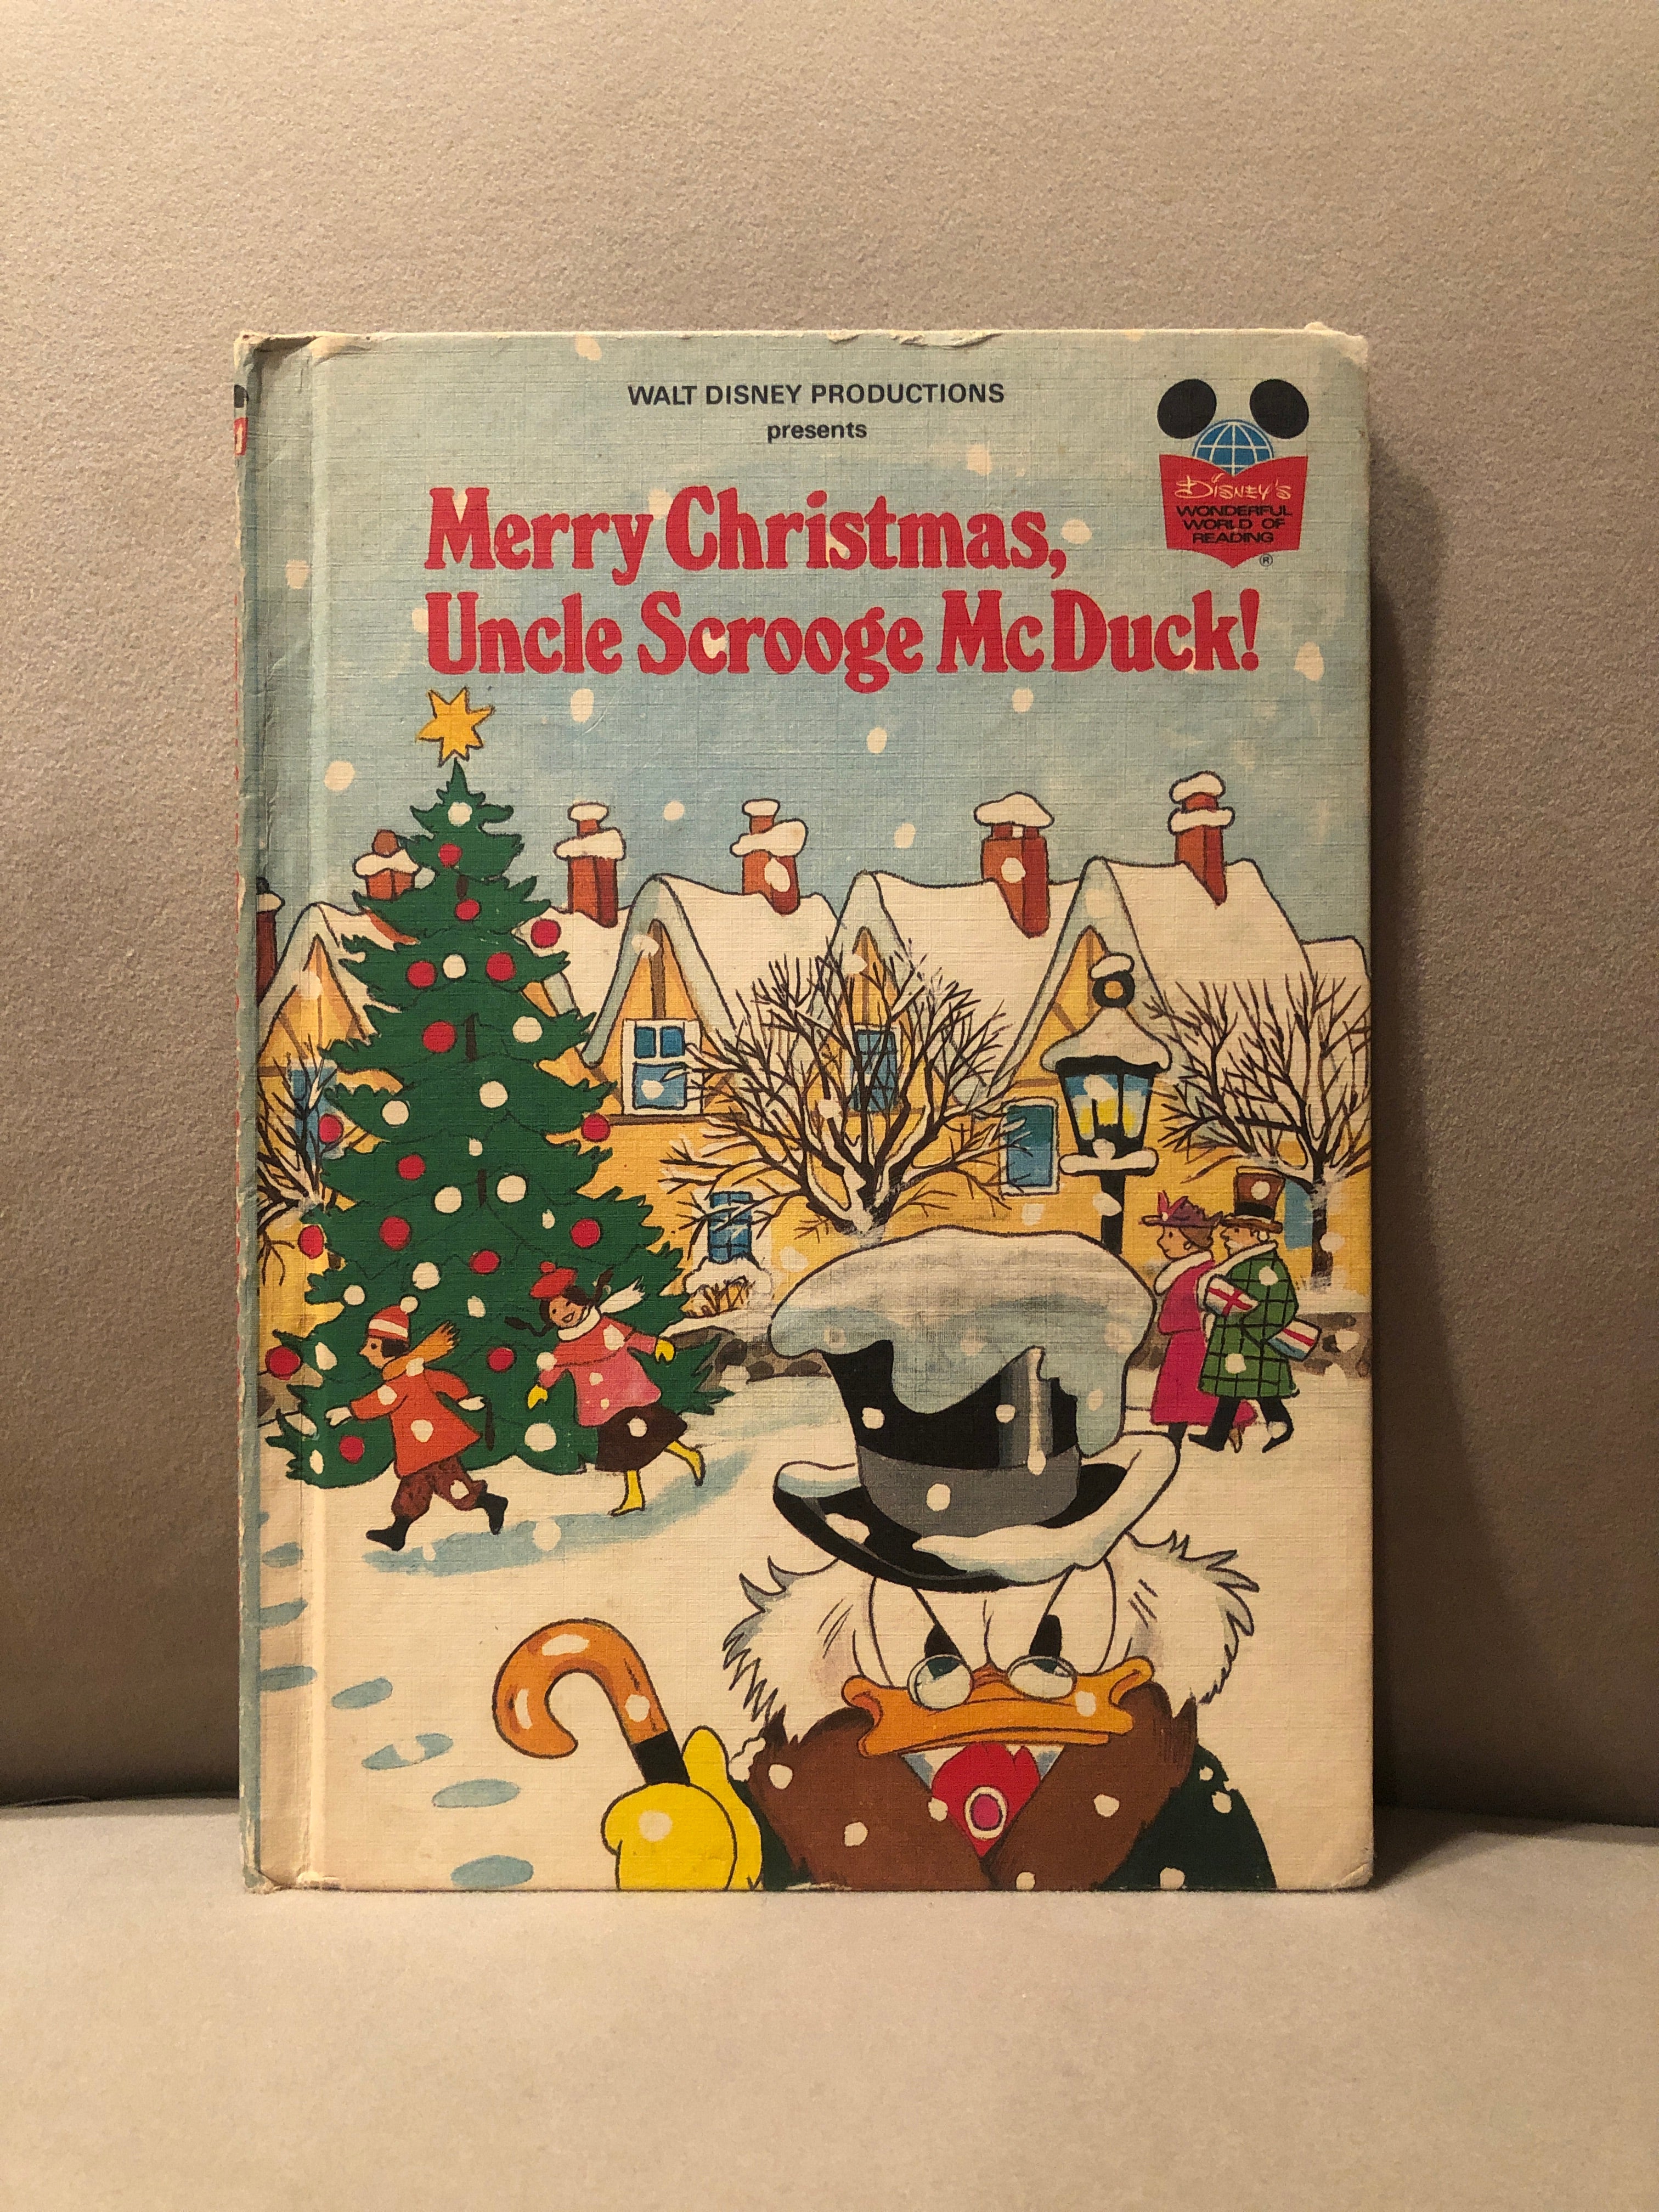 WALT DISNEY PRODUCTIONS
presents
Merry Christmas,
Uncle Scrooge McDuck!
DISNEY'S
WONDERFUL
WORLD OF
READING
®